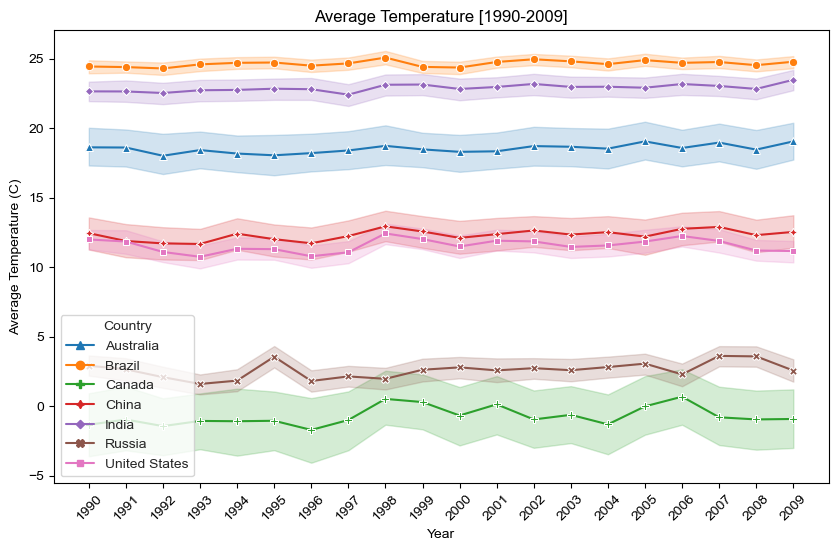 Average Temperature [1990-2009]
Average Temperature (C)
25
20
15
10
5
0
−5
Country
Australia
Brazil
Canada
China
India
Russia
United States
1990 1991 1992 1993 1994 1995 1996 1997 1998 1999 2000 2001 2002 2003 2004 2005 2006 2007 2008 2009
Year